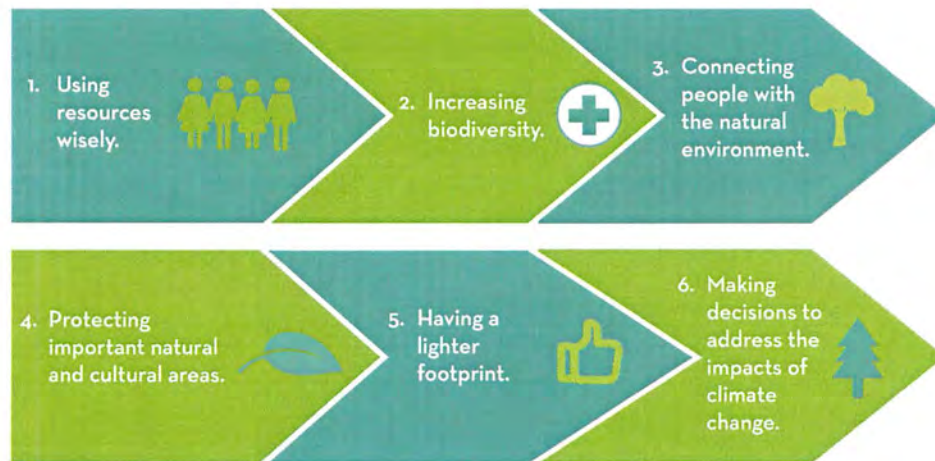 1. Using
resources
wisely.
2. Increasing
biodiversity.
3. Connecting
people with
the natural
environment.
4. Protecting
important natural
and cultural areas.
5. Having a
lighter
footprint.
6. Making
decisions to
address the
impacts of
climate
change.